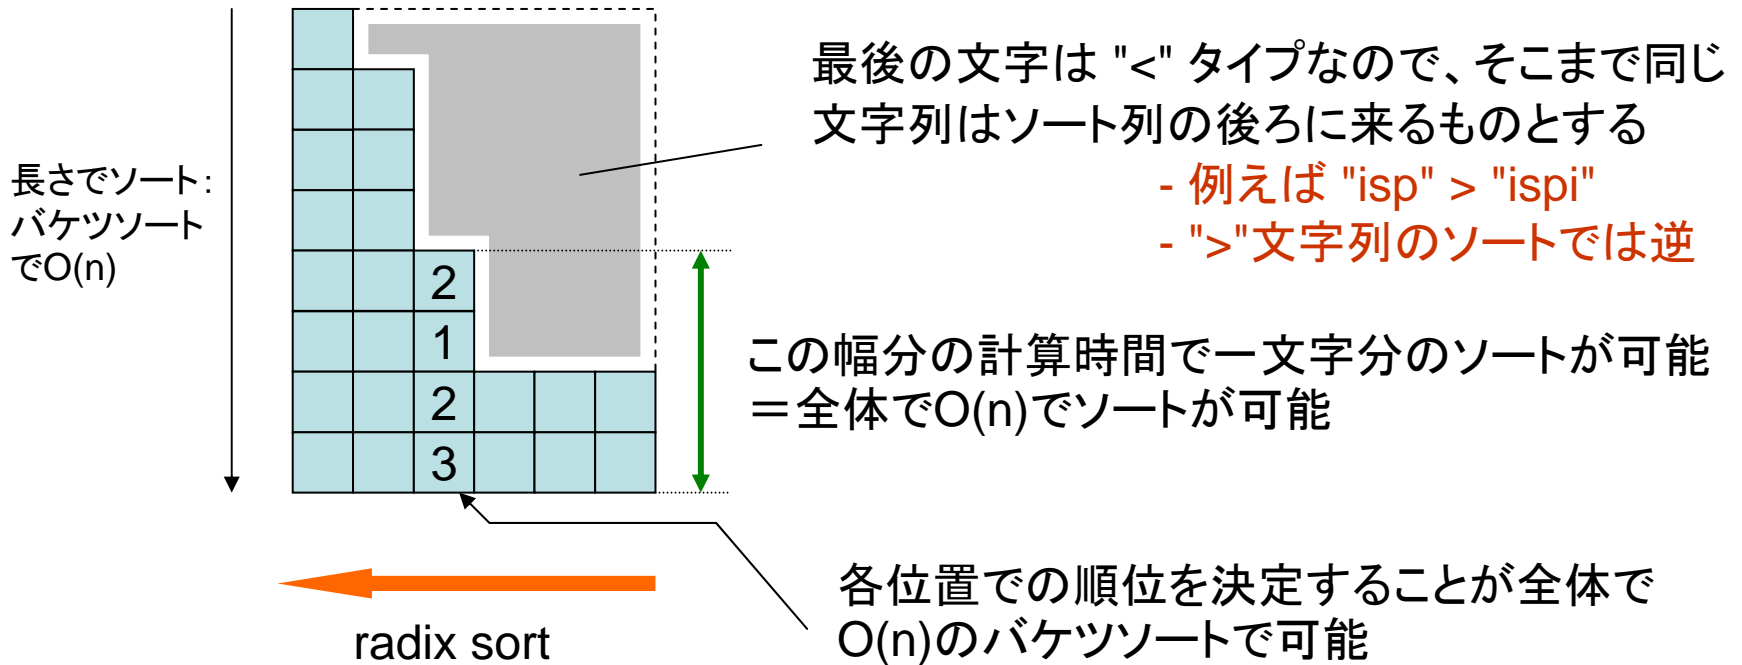 最後の文字は "<" タイプなので、そこまで同じ
文字列はソート列の後ろに来るものとする
- 例えば "isp" > "ispi"
- ">"文字列のソートでは逆
長さでソート:
バケツソート
でO(n)
2
1
2
3
この幅分の計算時間で一文字分のソートが可能
=全体でO(n)でソートが可能
各位置での順位を決定することが全体で
O(n)のバケツソートで可能
radix sort